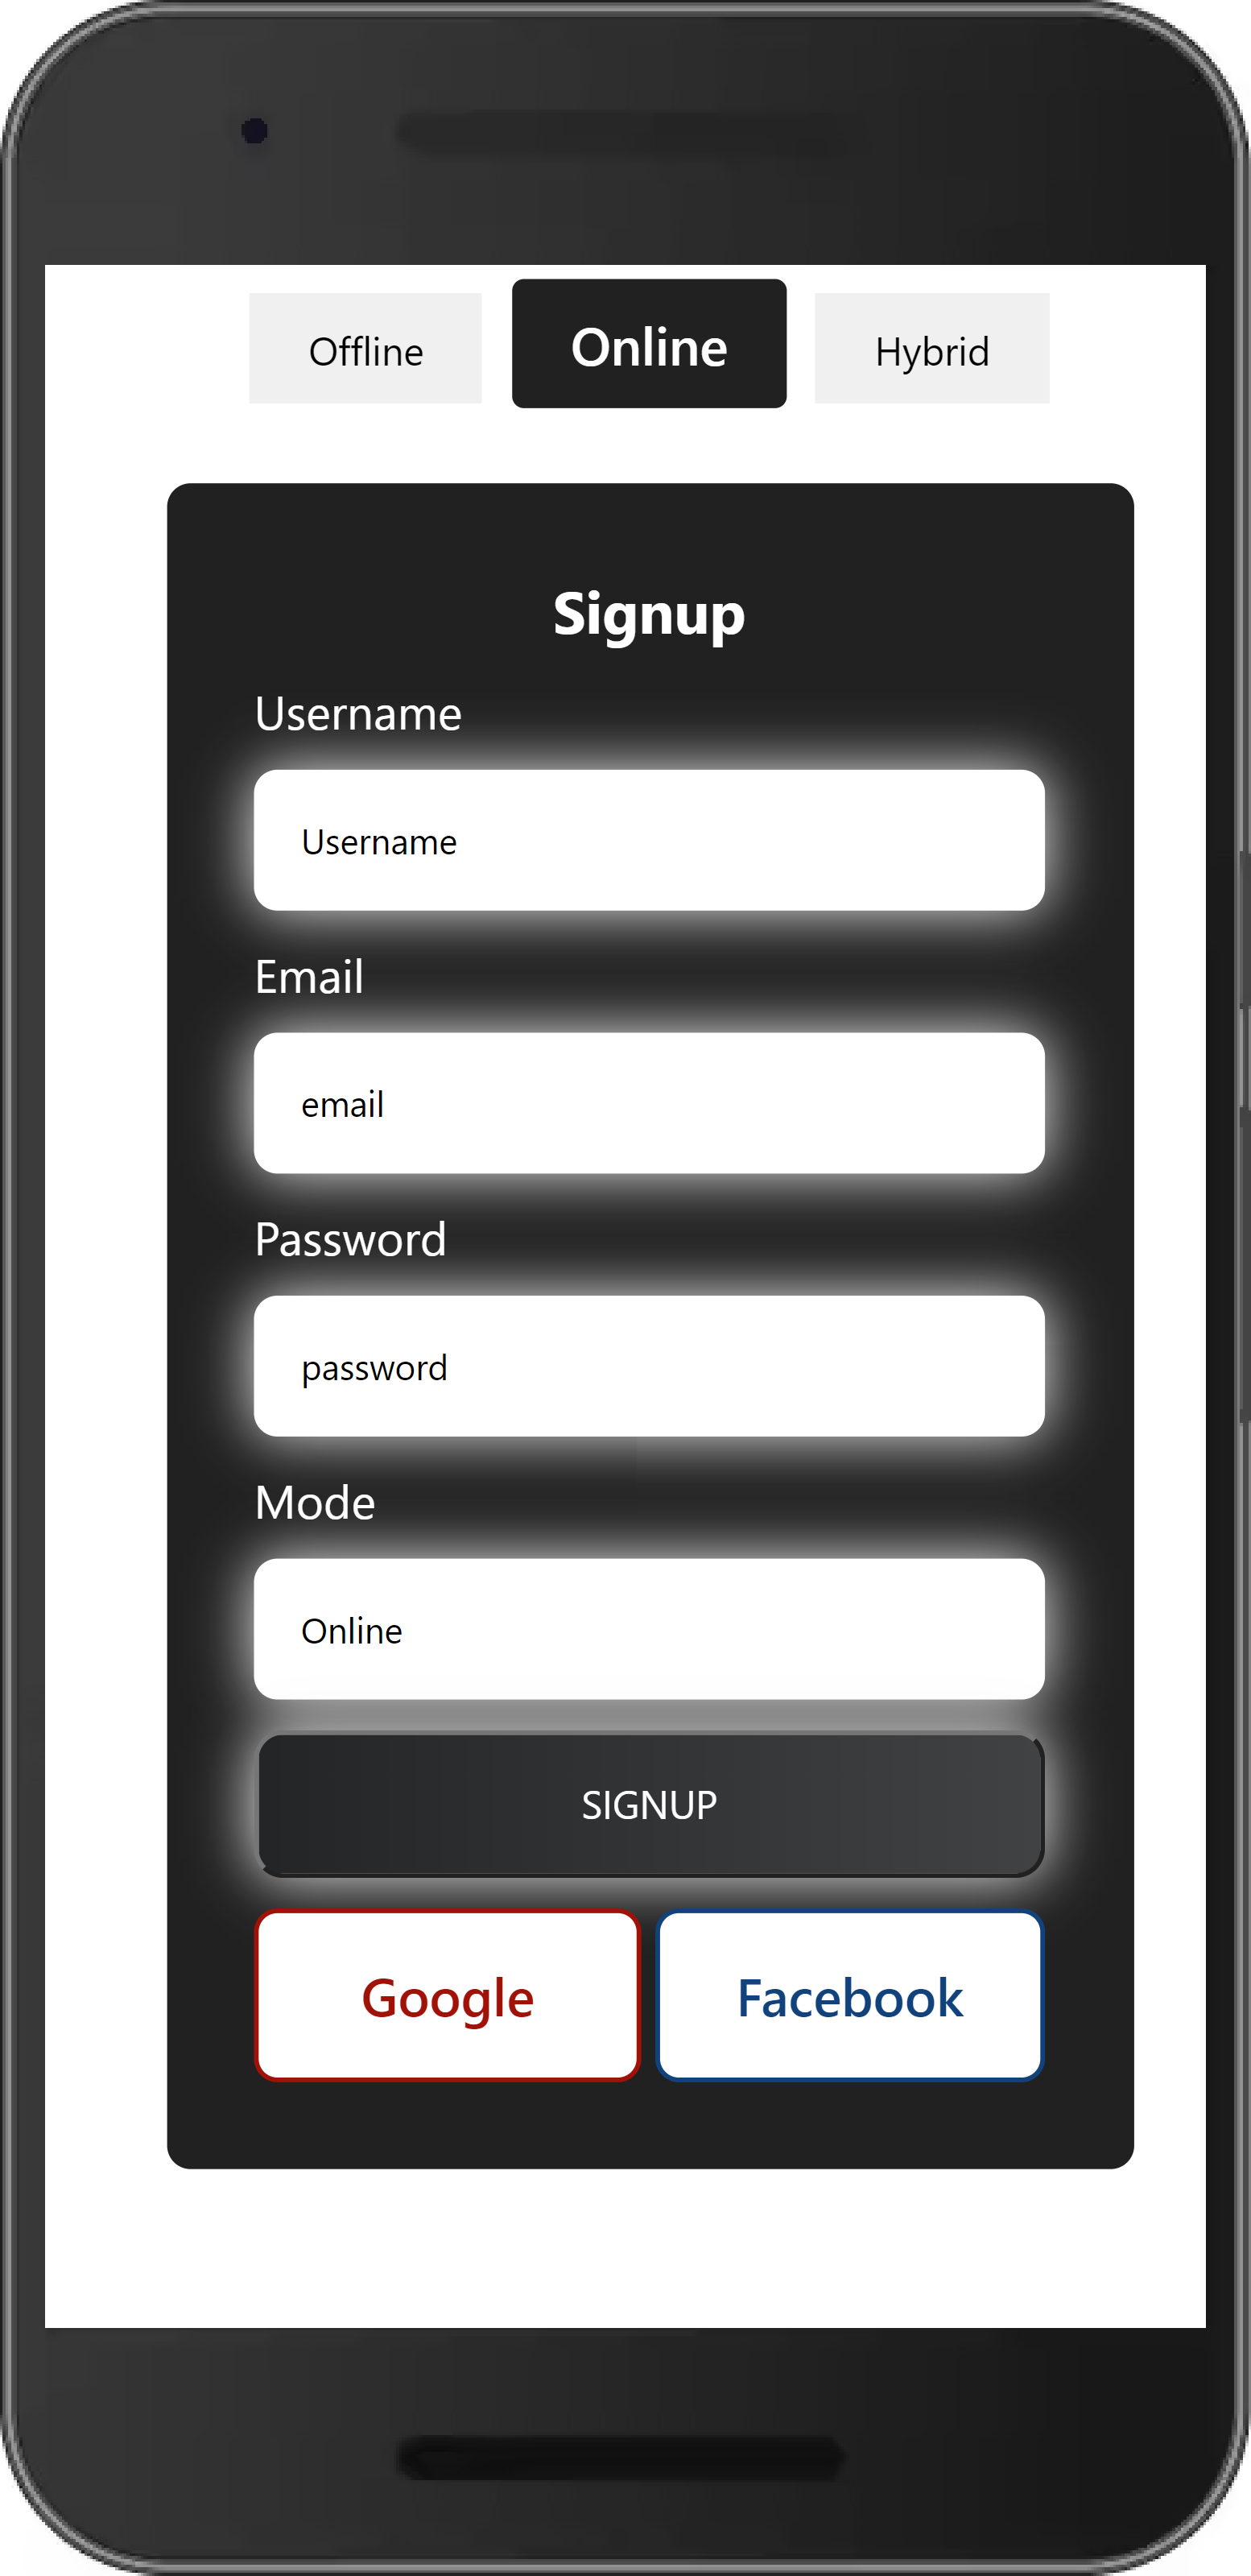 Offline Online Hybrid
Signup
Username
Username
Email
email
Password
password
Mode
Online
SIGNUP
Google Facebook